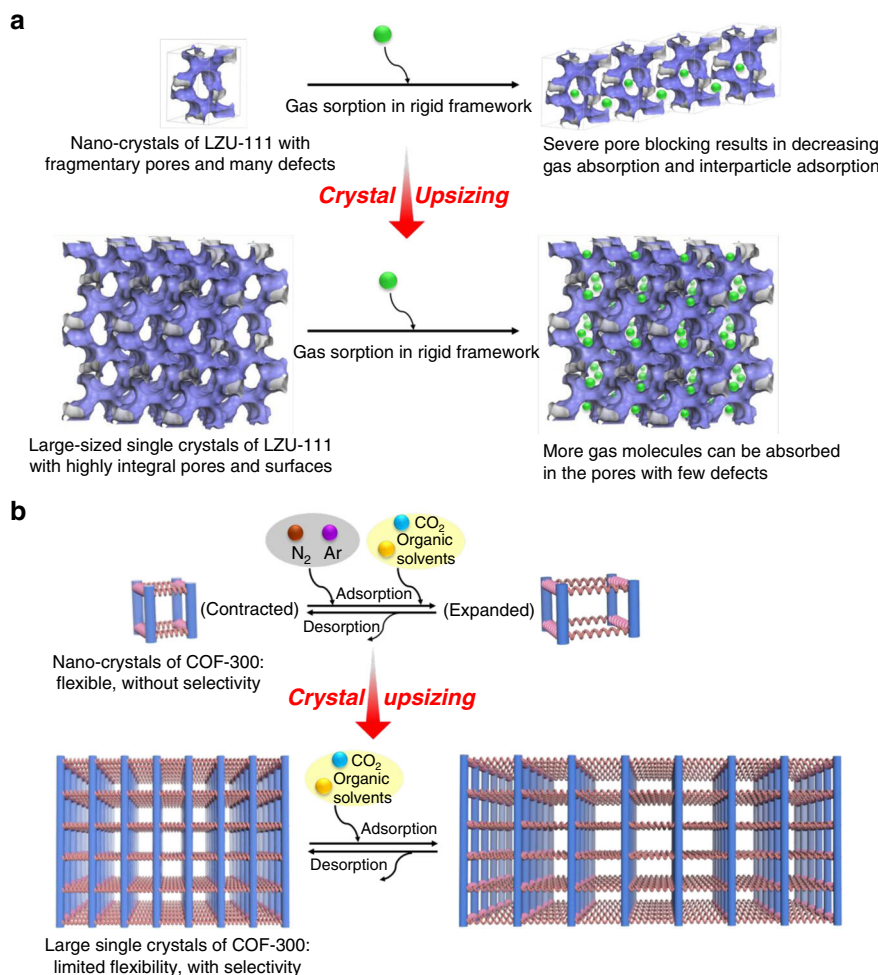 a
Gas sorption in rigid framework
Nano-crystals of LZU-111 with
fragmentary pores and many defects
Severe pore blocking results in decreasing
gas absorption and interparticle adsorption
Crystal Upsizing
Gas sorption in rigid framework
Large-sized single crystals of LZU-111
with highly integral pores and surfaces
More gas molecules can be absorbed
in the pores with few defects
b
N₂ Ar
CO₂
Organic
solvents
(Contracted)
Adsorption
Desorption
(Expanded)
Nano-crystals of COF-300:
flexible, without selectivity
Crystal upsizing
CO₂
Organic
solvents
Adsorption
Desorption
Large single crystals of COF-300:
limited flexibility, with selectivity